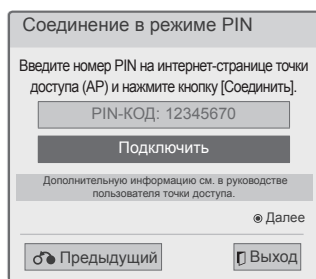 Соединение в режиме PIN
Введите номер PIN на интернет-странице точки
доступа (AP) и нажмите кнопку [Соединить].
PIN-КОД: 12345670
Подключить
Дополнительную информацию см. в руководстве
пользователя точки доступа.
Далее
Предыдущий
Выход